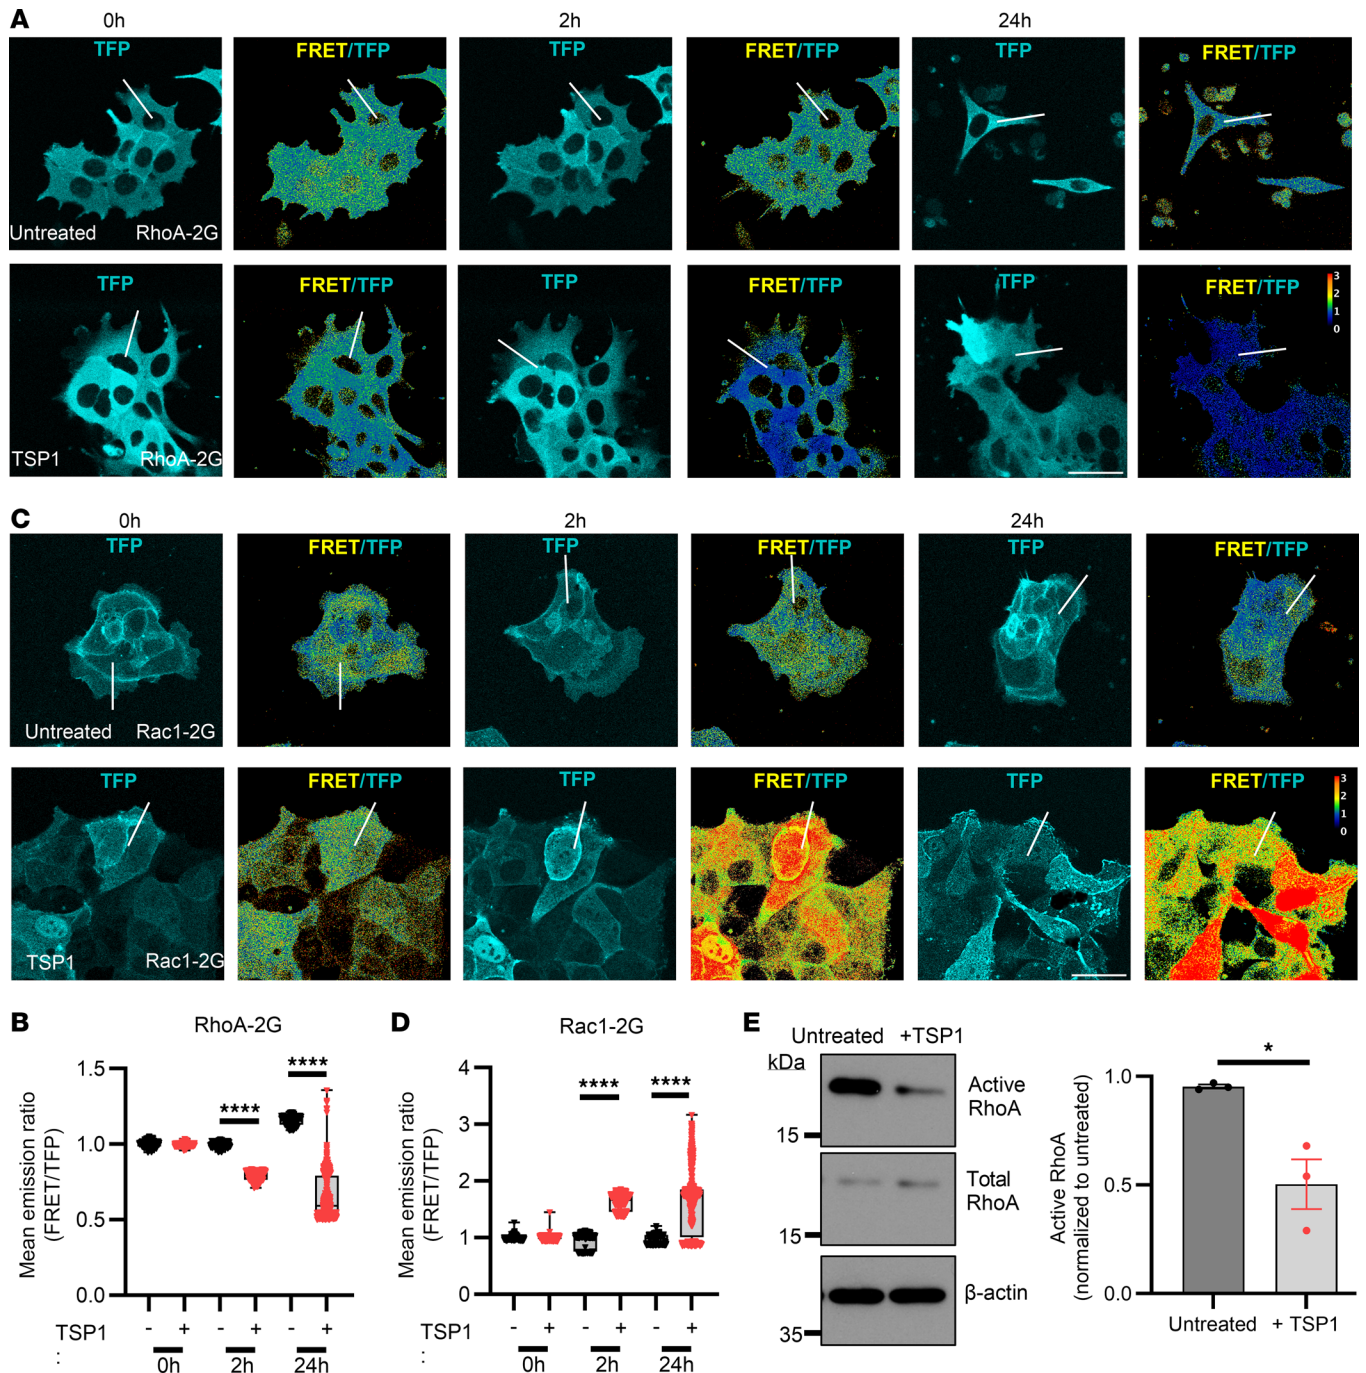 A
0h 2h 24h
TFP FRET/TFP TFP FRET/TFP TFP FRET/TFP
Untreated RhoA-2G
TFP FRET/TFP TFP FRET/TFP TFP FRET/TFP
3
2
1
0
TSP1 RhoA-2G
C
0h 2h 24h
TFP FRET/TFP TFP FRET/TFP TFP FRET/TFP
Untreated Rac1-2G
TFP FRET/TFP TFP FRET/TFP TFP FRET/TFP
3
2
1
0
TSP1 Rac1-2G
B
RhoA-2G
Mean emission ratio
(FRET/TFP)
1.5
1.0
0.5
0.0
**** ****
TSP1 - + - + - +
:
0h 2h 24h
D
Rac1-2G
Mean emission ratio
(FRET/TFP)
4
3
2
1
0
**** ****
TSP1 - + - + - +
:
0h 2h 24h
E
Untreated +TSP1
kDa
Active
RhoA
15
Total
RhoA
15
β-actin
35
Active RhoA
(normalized to untreated)
1.0
0.5
0.0
*
Untreated + TSP1